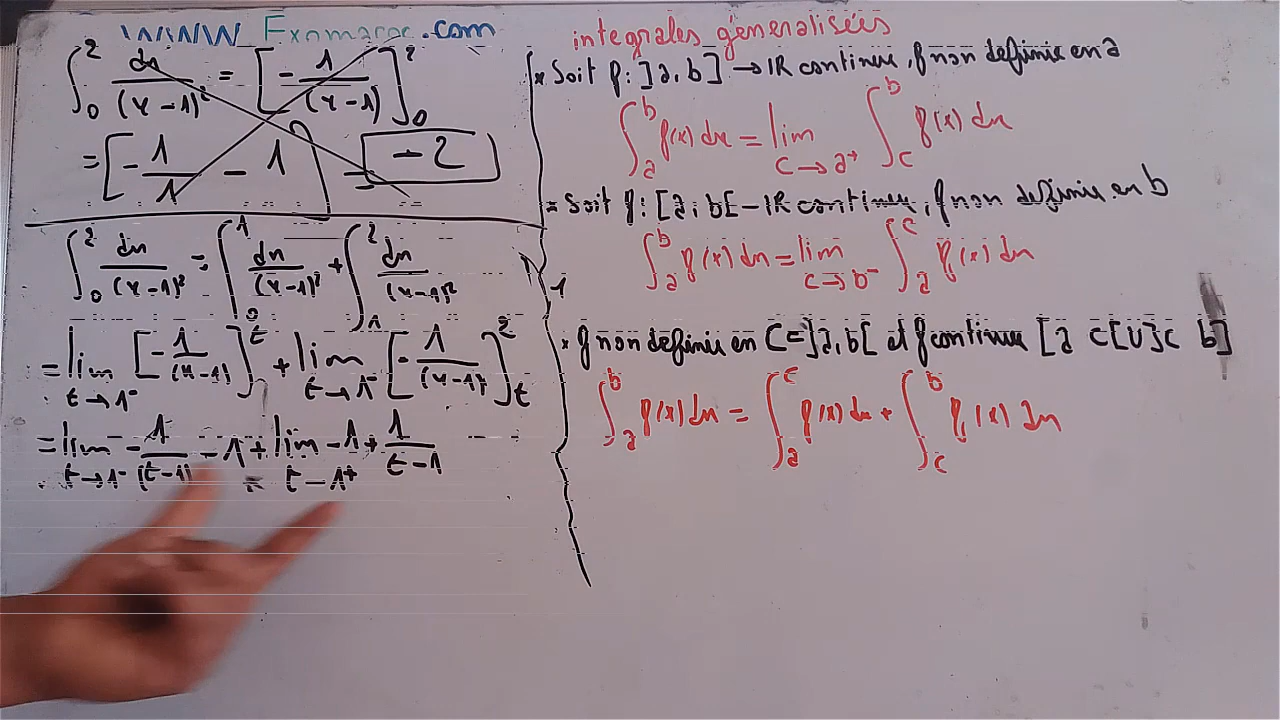 WWW Exomaroc.com
∫₀² dx/(x-1)² = [-1/(x-1)]₀²
= [-1/1 - 1] = -2
∫₀² dx/(x-1)² = ∫₀¹ dx/(x-1)² + ∫₁² dx/(x-1)²
= lim t→1⁻ [-1/(x-1)]ᵗ + lim t→1 [-1/(x-1)]ₜ²
= lim t→1⁻ -1/(t-1) - 1 + lim t-1⁺ -1 + 1/(t-1)
integrales generalisées
* Soit f: ]a,b] → IR continue, f non definie en a
∫ₐᵇ f(x) dx = lim c→a⁺ ∫_c^b f(x) dx
* Soit f: [a,b[ - IR continue, f non definie en b
∫ₐᵇ f(x) dx = lim c→b⁻ ∫ₐᶜ f(x) dx
* f non definie en C=]a,b[ et f continue [a c[U]c b]
∫ₐᵇ f(x) dx = ∫ₐᶜ f(x) dx + ∫_c^b f(x) dx